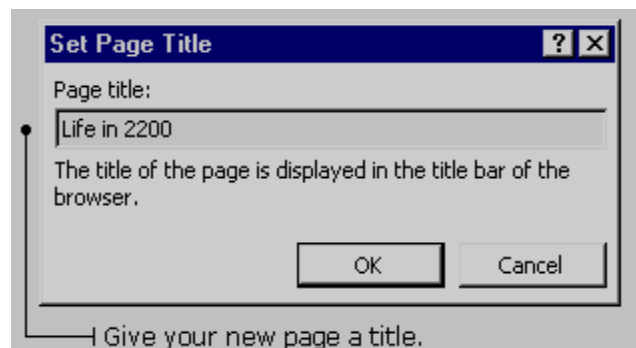 Set Page Title
Page title:
Life in 2200
The title of the page is displayed in the title bar of the
browser.
OK Cancel
Give your new page a title.